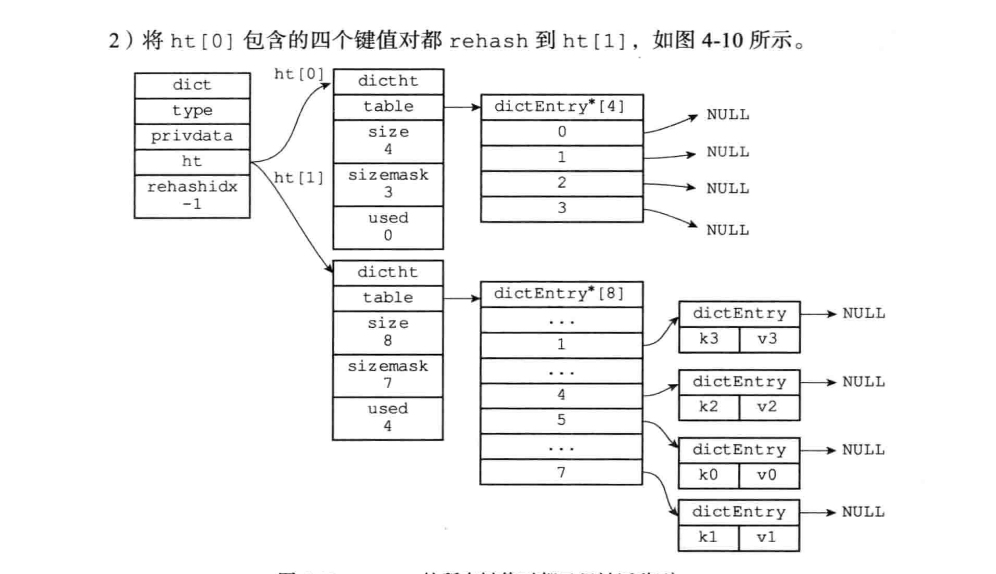 2）将 ht[0] 包含的四个键值对都 rehash 到 ht[1]，如图 4-10 所示。
dict
type
privdata
ht
rehashidx
-1
ht[0]
ht[1]
dictht
table
size
4
sizemask
3
used
0
dictEntry*[4]
0
1
2
3
NULL
NULL
NULL
NULL
dictht
table
size
8
sizemask
7
used
4
dictEntry*[8]
...
1
...
4
5
...
7
dictEntry
k3 v3
NULL
dictEntry
k2 v2
NULL
dictEntry
k0 v0
NULL
dictEntry
k1 v1
NULL